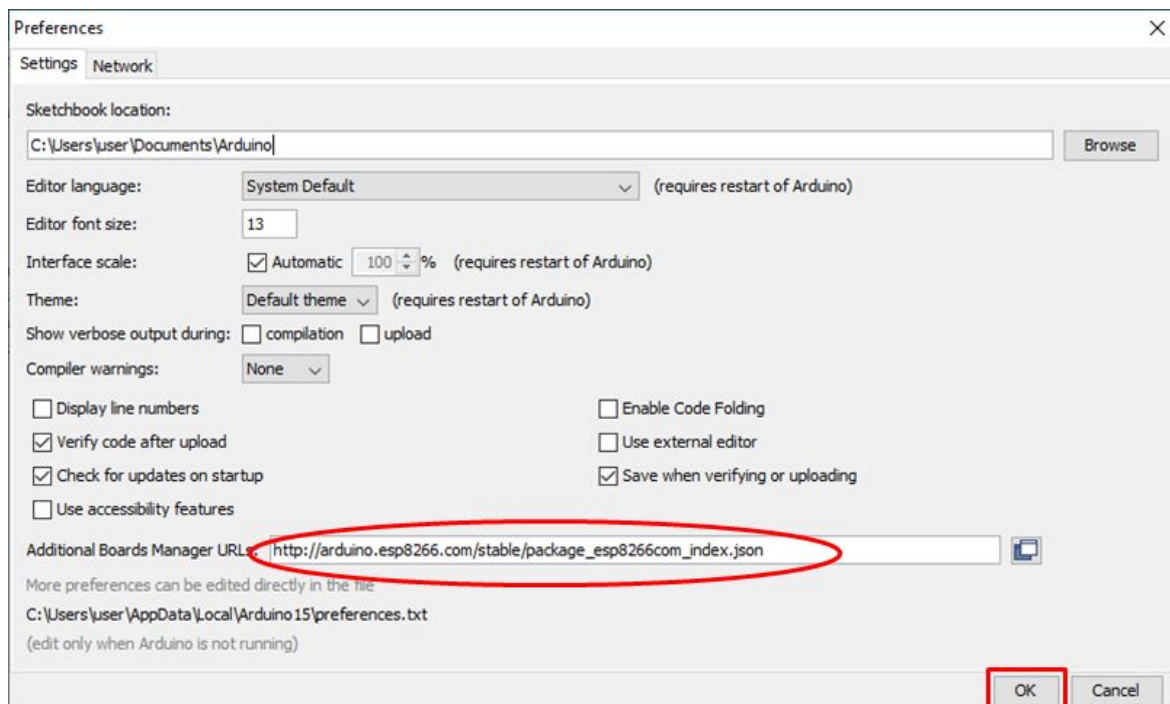 Preferences
Settings Network
Sketchbook location:
C:\Users\user\Documents\Arduino Browse
Editor language: System Default (requires restart of Arduino)
Editor font size: 13
Interface scale: Automatic 100 % (requires restart of Arduino)
Theme: Default theme (requires restart of Arduino)
Show verbose output during: compilation upload
Compiler warnings: None
Display line numbers Enable Code Folding
Verify code after upload Use external editor
Check for updates on startup Save when verifying or uploading
Use accessibility features
Additional Boards Manager URLs: http://arduino.esp8266.com/stable/package_esp8266com_index.json
More preferences can be edited directly in the file
C:\Users\user\AppData\Local\Arduino15\preferences.txt
(edit only when Arduino is not running)
OK Cancel